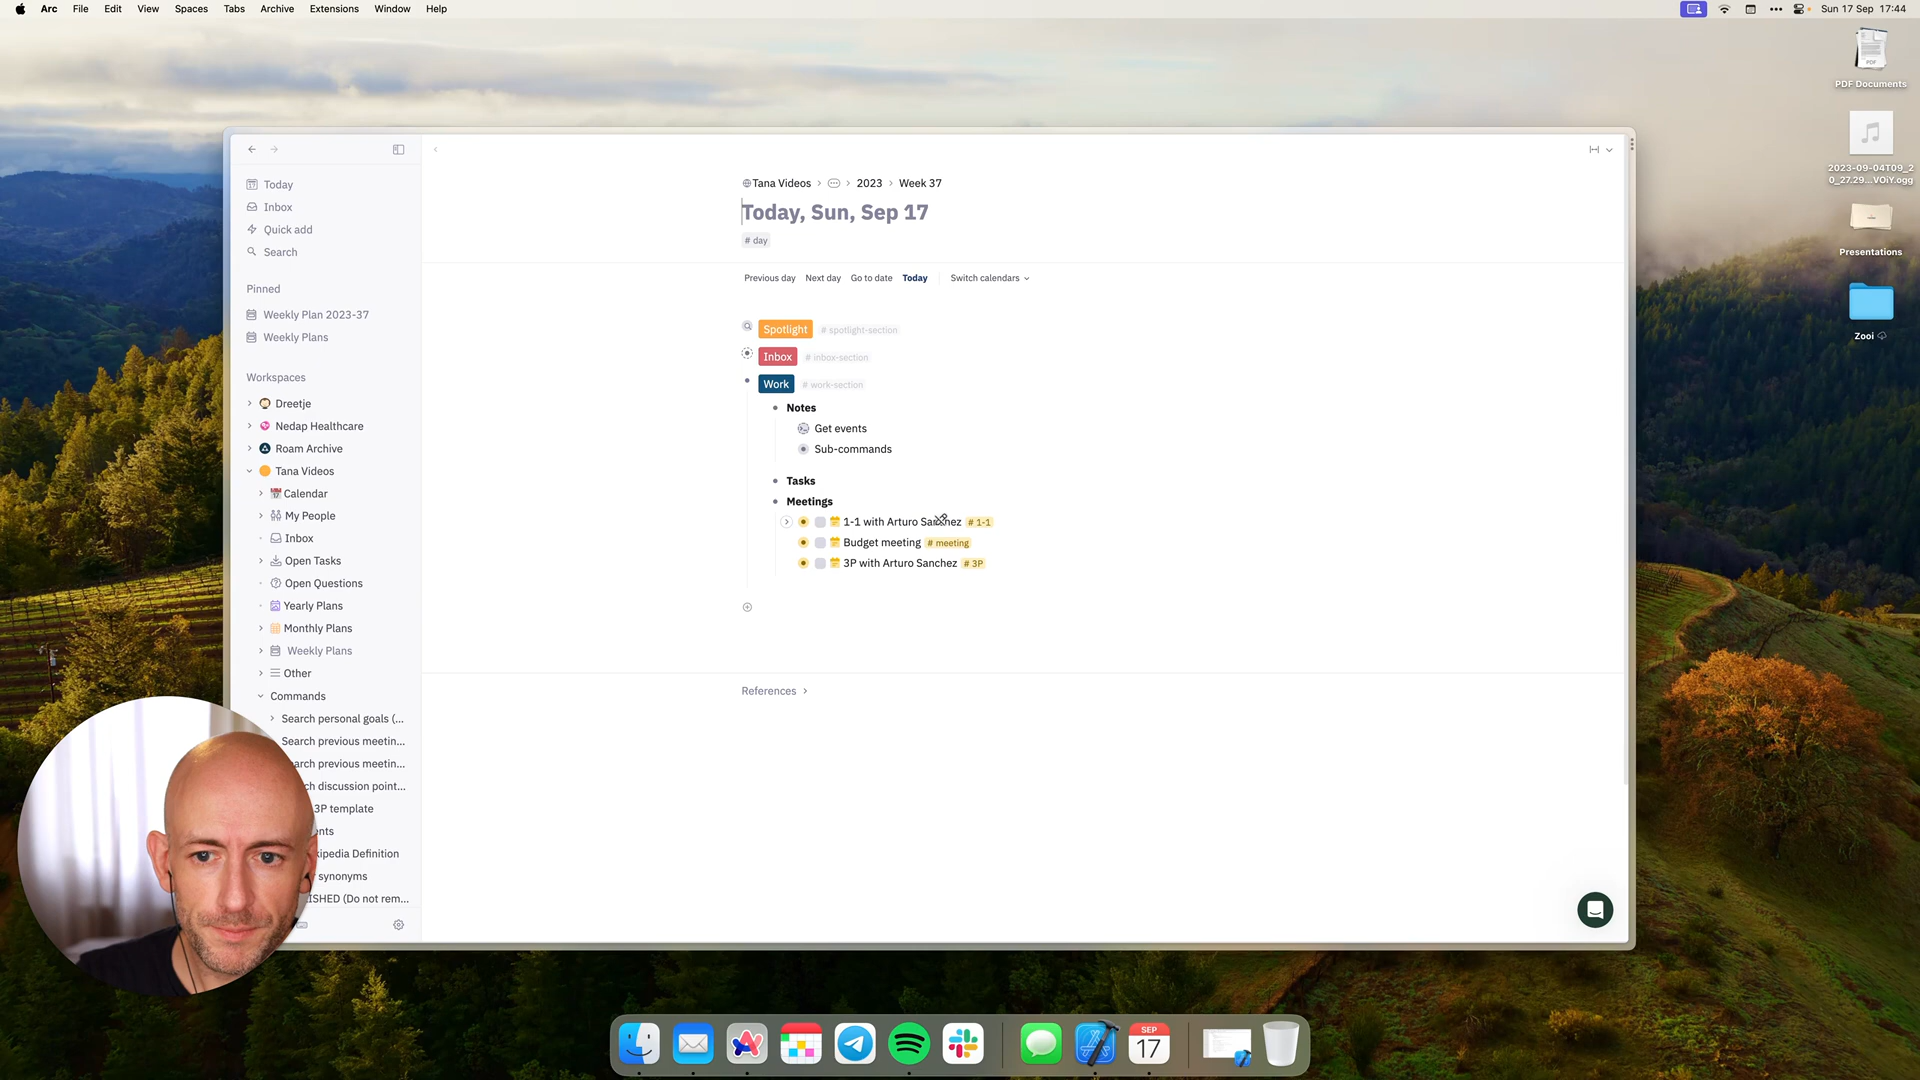 Arc File Edit View Spaces Tabs Archive Extensions Window Help
Sun 17 Sep 17:44
PDF
PDF Documents
2023-09-04T09_2
0_27.29...VOiY.ogg
Presentations
Zooi
Today
Inbox
Quick add
Search
Pinned
Weekly Plan 2023-37
Weekly Plans
Workspaces
Dreetje
Nedap Healthcare
Roam Archive
Tana Videos
Calendar
My People
Inbox
Open Tasks
Open Questions
Yearly Plans
Monthly Plans
Weekly Plans
Other
Commands
Search personal goals (...
Search previous meetin...
arch previous meetin...
ch discussion point...
3P template
ents
kipedia Definition
synonyms
ISHED (Do not rem...
Tana Videos > > 2023 > Week 37
Today, Sun, Sep 17
# day
Previous day Next day Go to date Today Switch calendars
Spotlight # spotlight-section
Inbox # inbox-section
Work # work-section
Notes
Get events
Sub-commands
Tasks
Meetings
1-1 with Arturo Sanchez # 1-1
Budget meeting # meeting
3P with Arturo Sanchez # 3P
References >
SEP
17